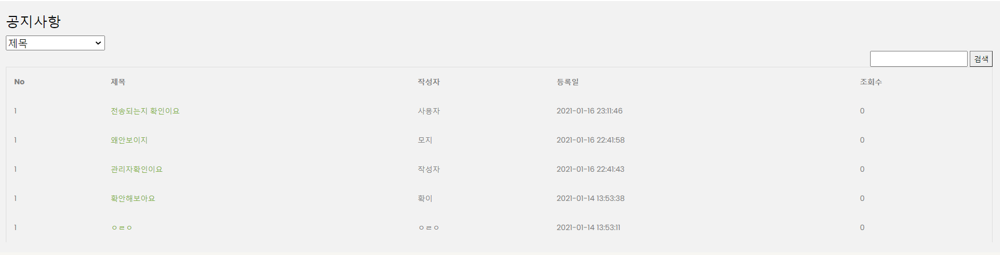 공지사항
제목
검색
No 제목 작성자 등록일 조회수
1 전송되는지 확인이요 사용자 2021-01-16 23:11:46 0
1 왜안보이지 모지 2021-01-16 22:41:58 0
1 관리자확인이요 작성자 2021-01-16 22:41:43 0
1 확안해보아요 확이 2021-01-14 13:53:38 0
1 ㅇㄹㅇ ㅇㄹㅇ 2021-01-14 13:53:11 0